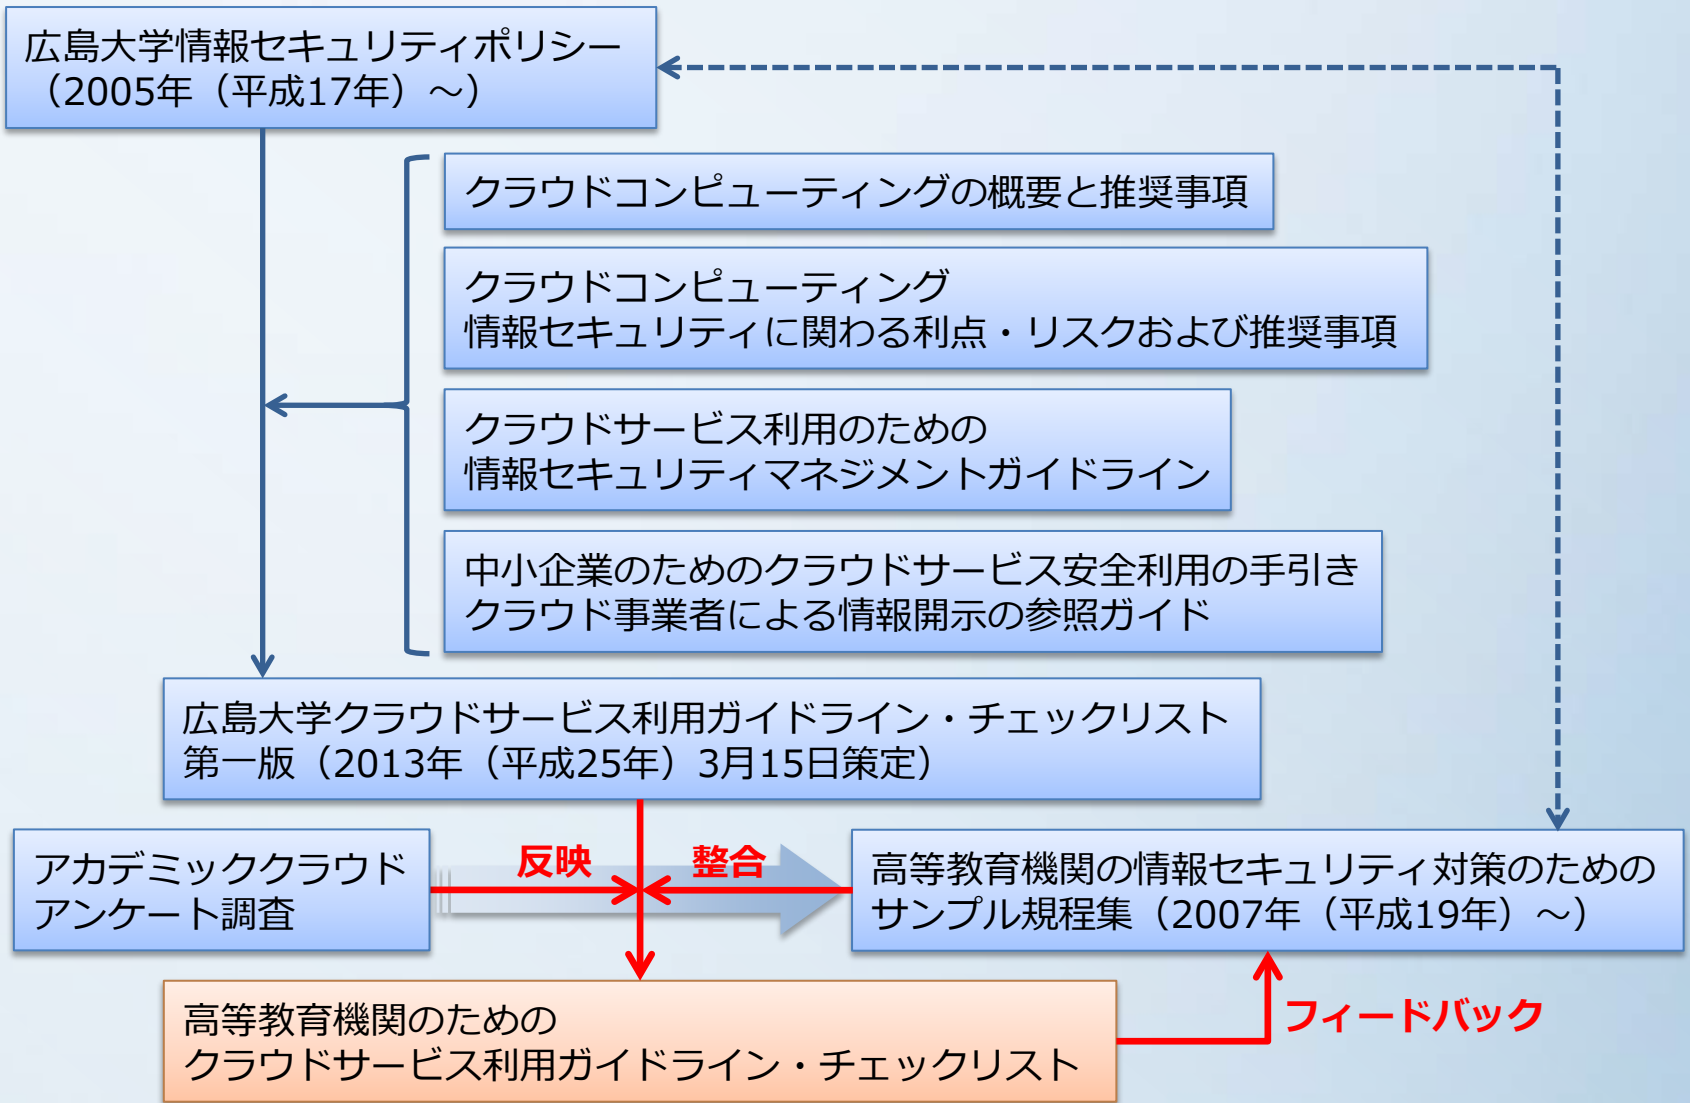 広島大学情報セキュリティポリシー
（2005年（平成17年）～）
クラウドコンピューティングの概要と推奨事項
クラウドコンピューティング
情報セキュリティに関わる利点・リスクおよび推奨事項
クラウドサービス利用のための
情報セキュリティマネジメントガイドライン
中小企業のためのクラウドサービス安全利用の手引き
クラウド事業者による情報開示の参照ガイド
広島大学クラウドサービス利用ガイドライン・チェックリスト
第一版（2013年（平成25年）3月15日策定）
アカデミッククラウド
アンケート調査
反映
整合
高等教育機関の情報セキュリティ対策のための
サンプル規程集（2007年（平成19年）～）
高等教育機関のための
クラウドサービス利用ガイドライン・チェックリスト
フィードバック